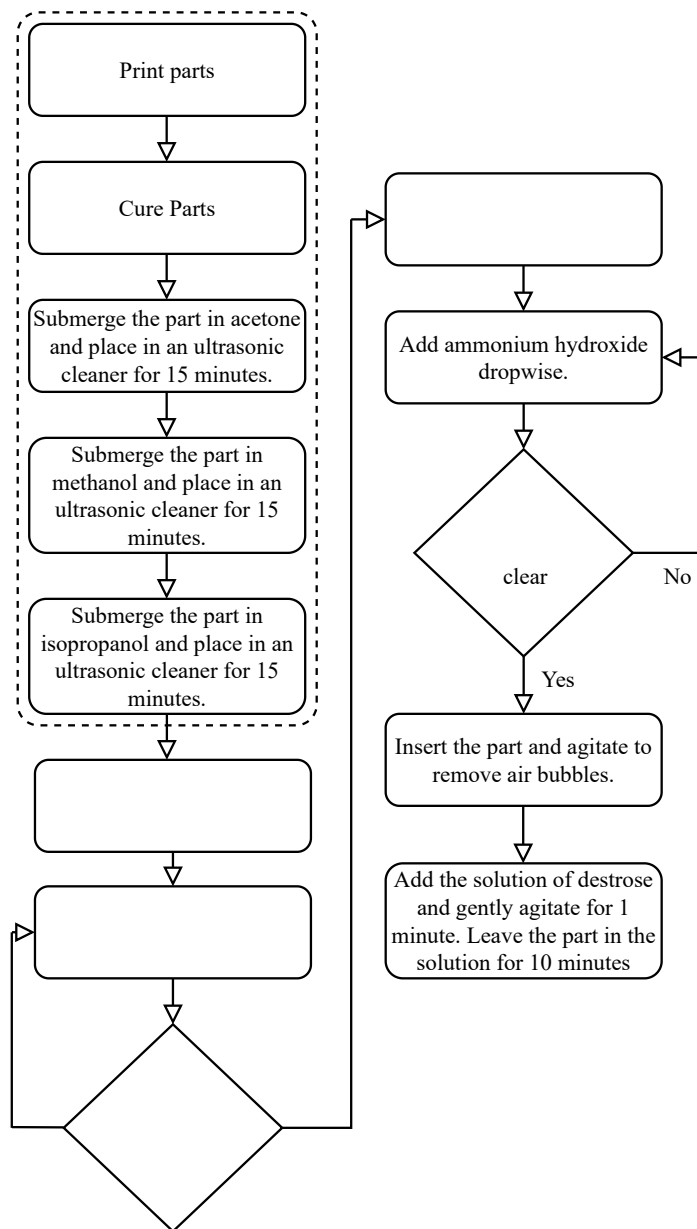 Print parts
Cure Parts
Submerge the part in acetone
and place in an ultrasonic
cleaner for 15 minutes.
Submerge the part in
methanol and place in an
ultrasonic cleaner for 15
minutes.
Submerge the part in
isopropanol and place in an
ultrasonic cleaner for 15
minutes.
Add ammonium hydroxide
dropwise.
clear
No
Yes
Insert the part and agitate to
remove air bubbles.
Add the solution of destrose
and gently agitate for 1
minute. Leave the part in the
solution for 10 minutes